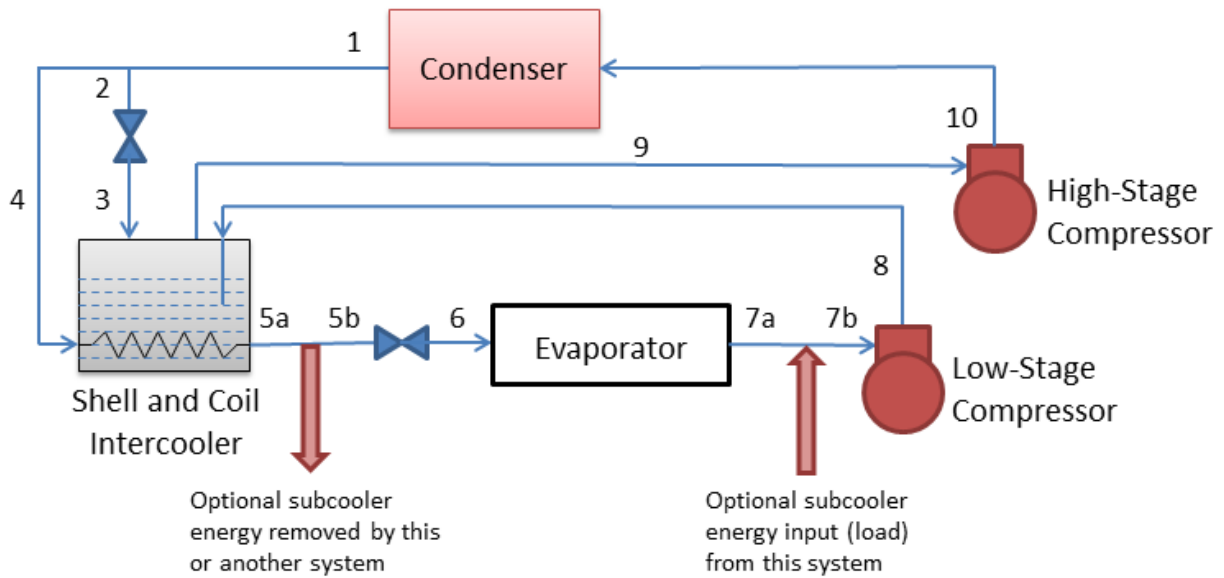 1
Condenser
2
10
9
4
3
High-Stage
Compressor
8
5a
5b
6
7a
7b
Evaporator
Shell and Coil
Intercooler
Low-Stage
Compressor
Optional subcooler
energy removed by this
or another system
Optional subcooler
energy input (load)
from this system